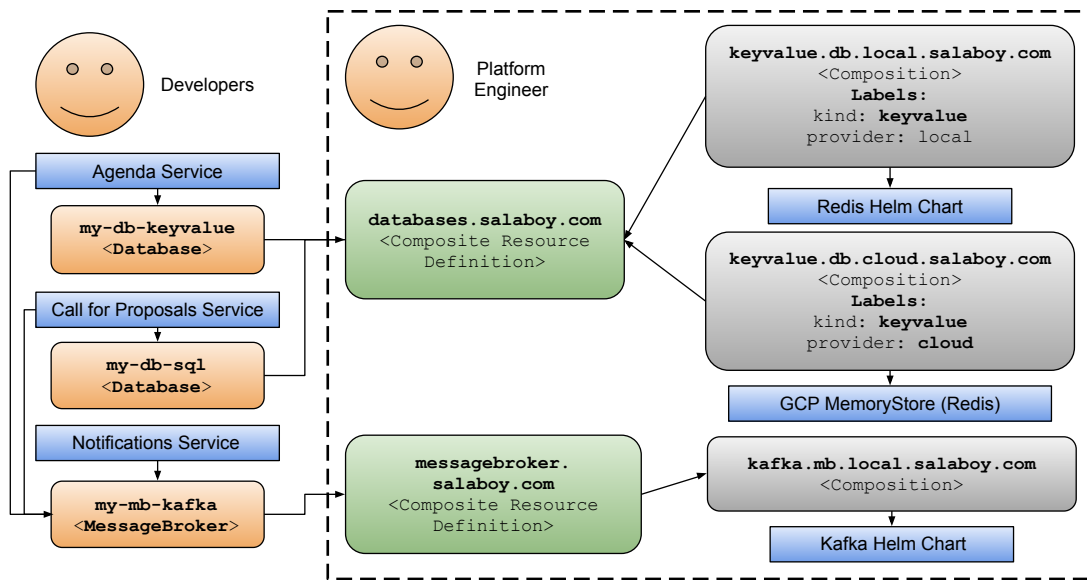 Developers
Agenda Service
my-db-keyvalue
<Database>
Call for Proposals Service
my-db-sql
<Database>
Notifications Service
my-mb-kafka
<MessageBroker>
Platform
Engineer
databases.salaboy.com
<Composite Resource
Definition>
messagebroker.
salaboy.com
<Composite Resource
Definition>
keyvalue.db.local.salaboy.com
<Composition>
Labels:
kind: keyvalue
provider: local
Redis Helm Chart
keyvalue.db.cloud.salaboy.com
<Composition>
Labels:
kind: keyvalue
provider: cloud
GCP MemoryStore (Redis)
kafka.mb.local.salaboy.com
<Composition>
Kafka Helm Chart